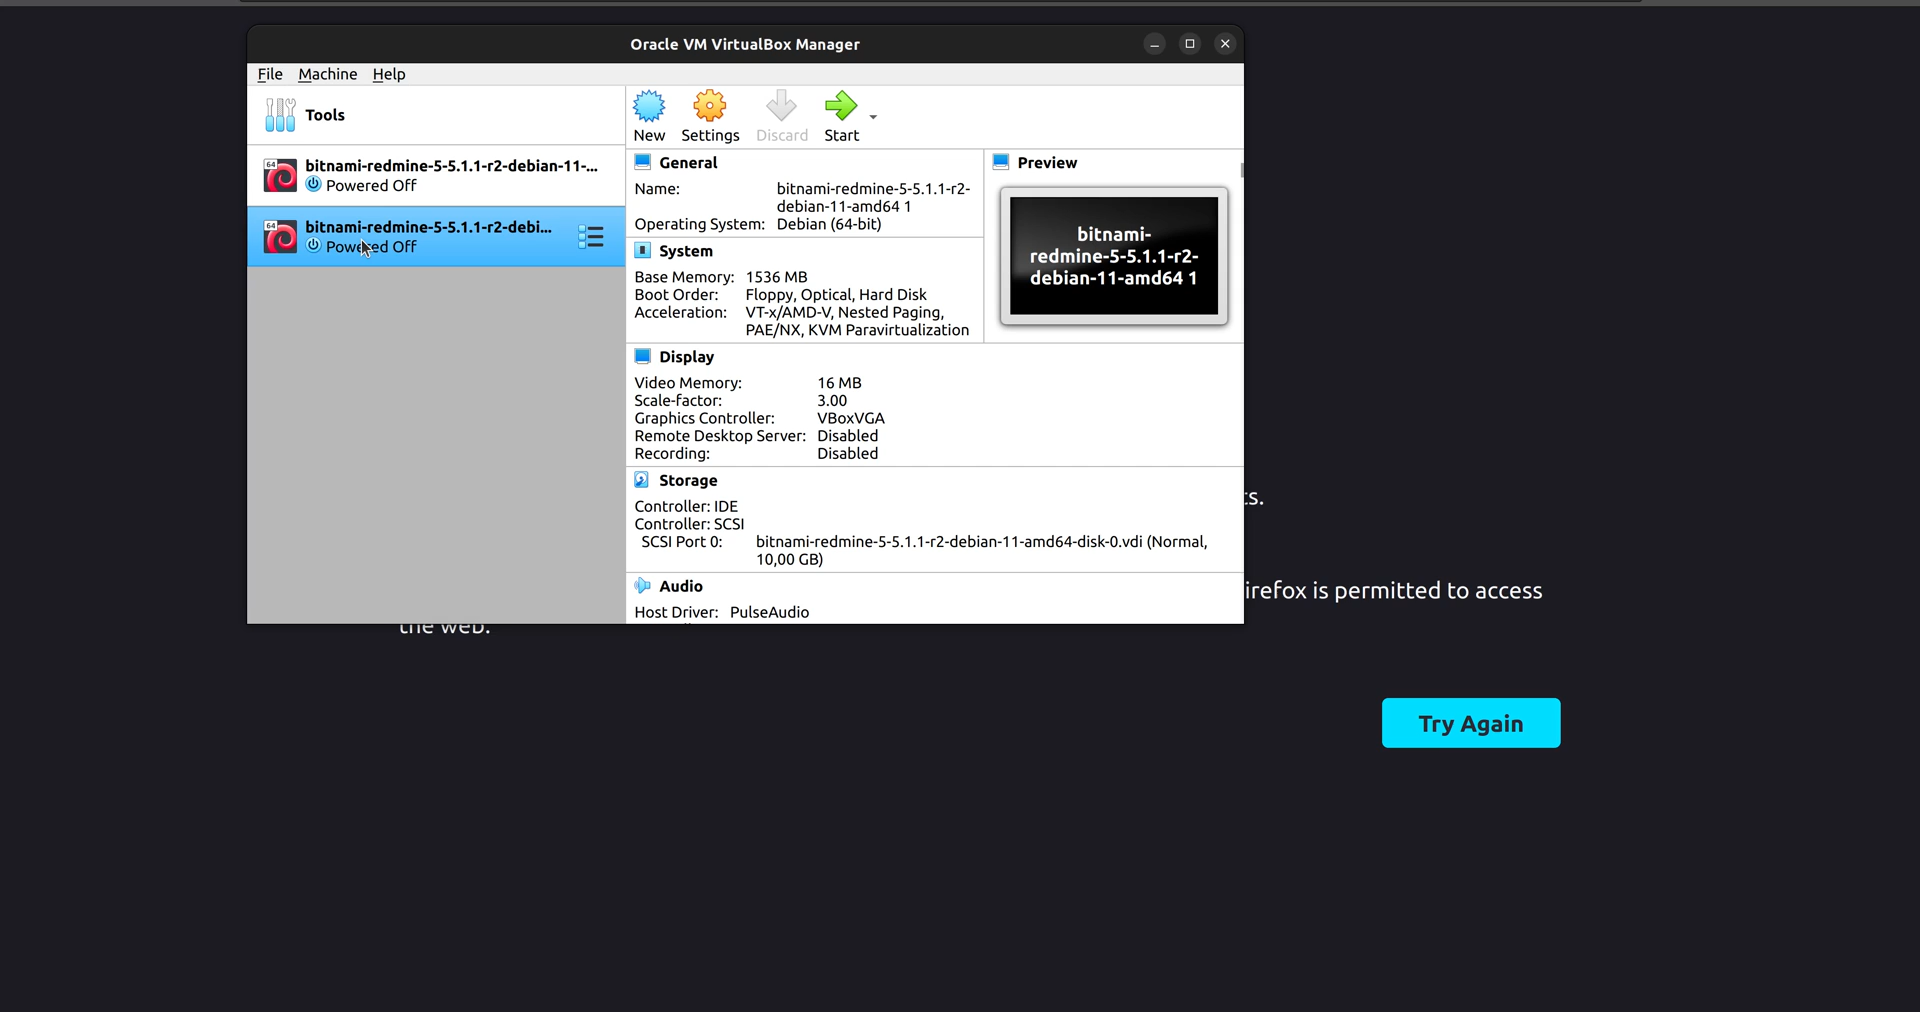 Oracle VM VirtualBox Manager
File Machine Help
Tools
New Settings Discard Start
64 bitnami-redmine-5-5.1.1-r2-debian-11-...
Powered Off
64 bitnami-redmine-5-5.1.1-r2-debi...
Powered Off
General
Name: bitnami-redmine-5-5.1.1-r2-
debian-11-amd64 1
Operating System: Debian (64-bit)
System
Base Memory: 1536 MB
Boot Order: Floppy, Optical, Hard Disk
Acceleration: VT-x/AMD-V, Nested Paging,
PAE/NX, KVM Paravirtualization
Preview
bitnami-
redmine-5-5.1.1-r2-
debian-11-amd64 1
Display
Video Memory: 16 MB
Scale-factor: 3.00
Graphics Controller: VBoxVGA
Remote Desktop Server: Disabled
Recording: Disabled
Storage
Controller: IDE
Controller: SCSI
SCSI Port 0: bitnami-redmine-5-5.1.1-r2-debian-11-amd64-disk-0.vdi (Normal,
10,00 GB)
Audio
Host Driver: PulseAudio
ts.
irefox is permitted to access
the web.
Try Again